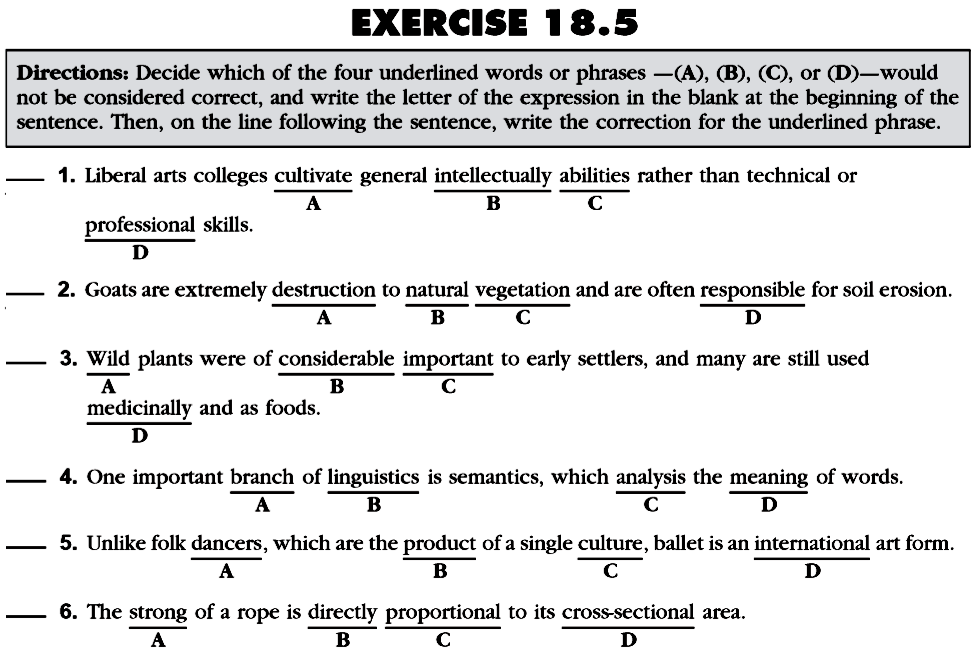 EXERCISE 18.5
Directions: Decide which of the four underlined words or phrases —(A), (B), (C), or (D)—would
not be considered correct, and write the letter of the expression in the blank at the beginning of the
sentence. Then, on the line following the sentence, write the correction for the underlined phrase.
____ 1. Liberal arts colleges cultivate general intellectually abilities rather than technical or
A B C
professional skills.
D
____ 2. Goats are extremely destruction to natural vegetation and are often responsible for soil erosion.
A B C D
____ 3. Wild plants were of considerable important to early settlers, and many are still used
A B C
medicinally and as foods.
D
____ 4. One important branch of linguistics is semantics, which analysis the meaning of words.
A B C D
____ 5. Unlike folk dancers, which are the product of a single culture, ballet is an international art form.
A B C D
____ 6. The strong of a rope is directly proportional to its cross-sectional area.
A B C D